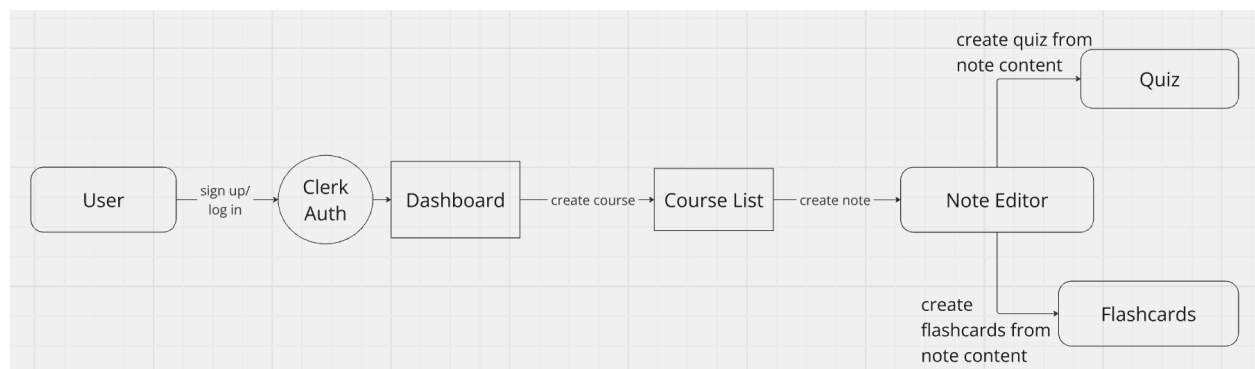 User
sign up/
log in
Clerk
Auth
Dashboard
create course
Course List
create note
Note Editor
create quiz from
note content
Quiz
create
flashcards from
note content
Flashcards